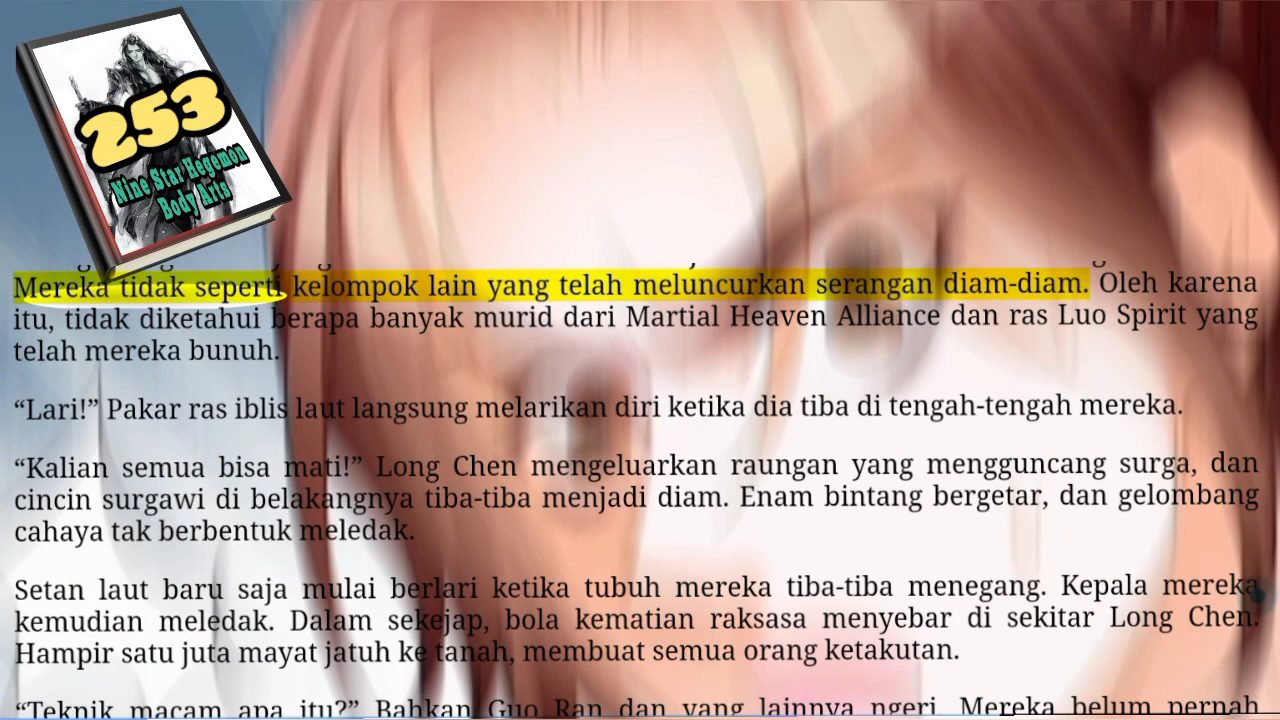 253
Nine Star Hegemon
Body Arts
Mereka tidak seperti kelompok lain yang telah meluncurkan serangan diam-diam. Oleh karena
itu, tidak diketahui berapa banyak murid dari Martial Heaven Alliance dan ras Luo Spirit yang
telah mereka bunuh.
“Lari!” Pakar ras iblis laut langsung melarikan diri ketika dia tiba di tengah-tengah mereka.
“Kalian semua bisa mati!” Long Chen mengeluarkan raungan yang mengguncang surga, dan
cincin surgawi di belakangnya tiba-tiba menjadi diam. Enam bintang bergetar, dan gelombang
cahaya tak berbentuk meledak.
Setan laut baru saja mulai berlari ketika tubuh mereka tiba-tiba menegang. Kepala mereka
kemudian meledak. Dalam sekejap, bola kematian raksasa menyebar di sekitar Long Chen.
Hampir satu juta mayat jatuh ke tanah, membuat semua orang ketakutan.
“Teknik macam apa itu?” Bahkan Guo Ran dan yang lainnya ngeri. Mereka belum pernah